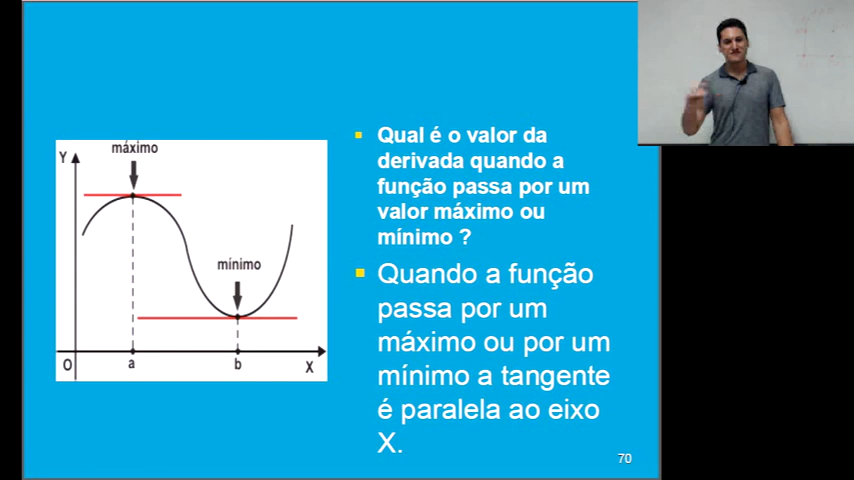 máximo
Y
mínimo
O
a
b
X
Qual é o valor da
derivada quando a
função passa por um
valor máximo ou
mínimo ?
Quando a função
passa por um
máximo ou por um
mínimo a tangente
é paralela ao eixo
X.
70